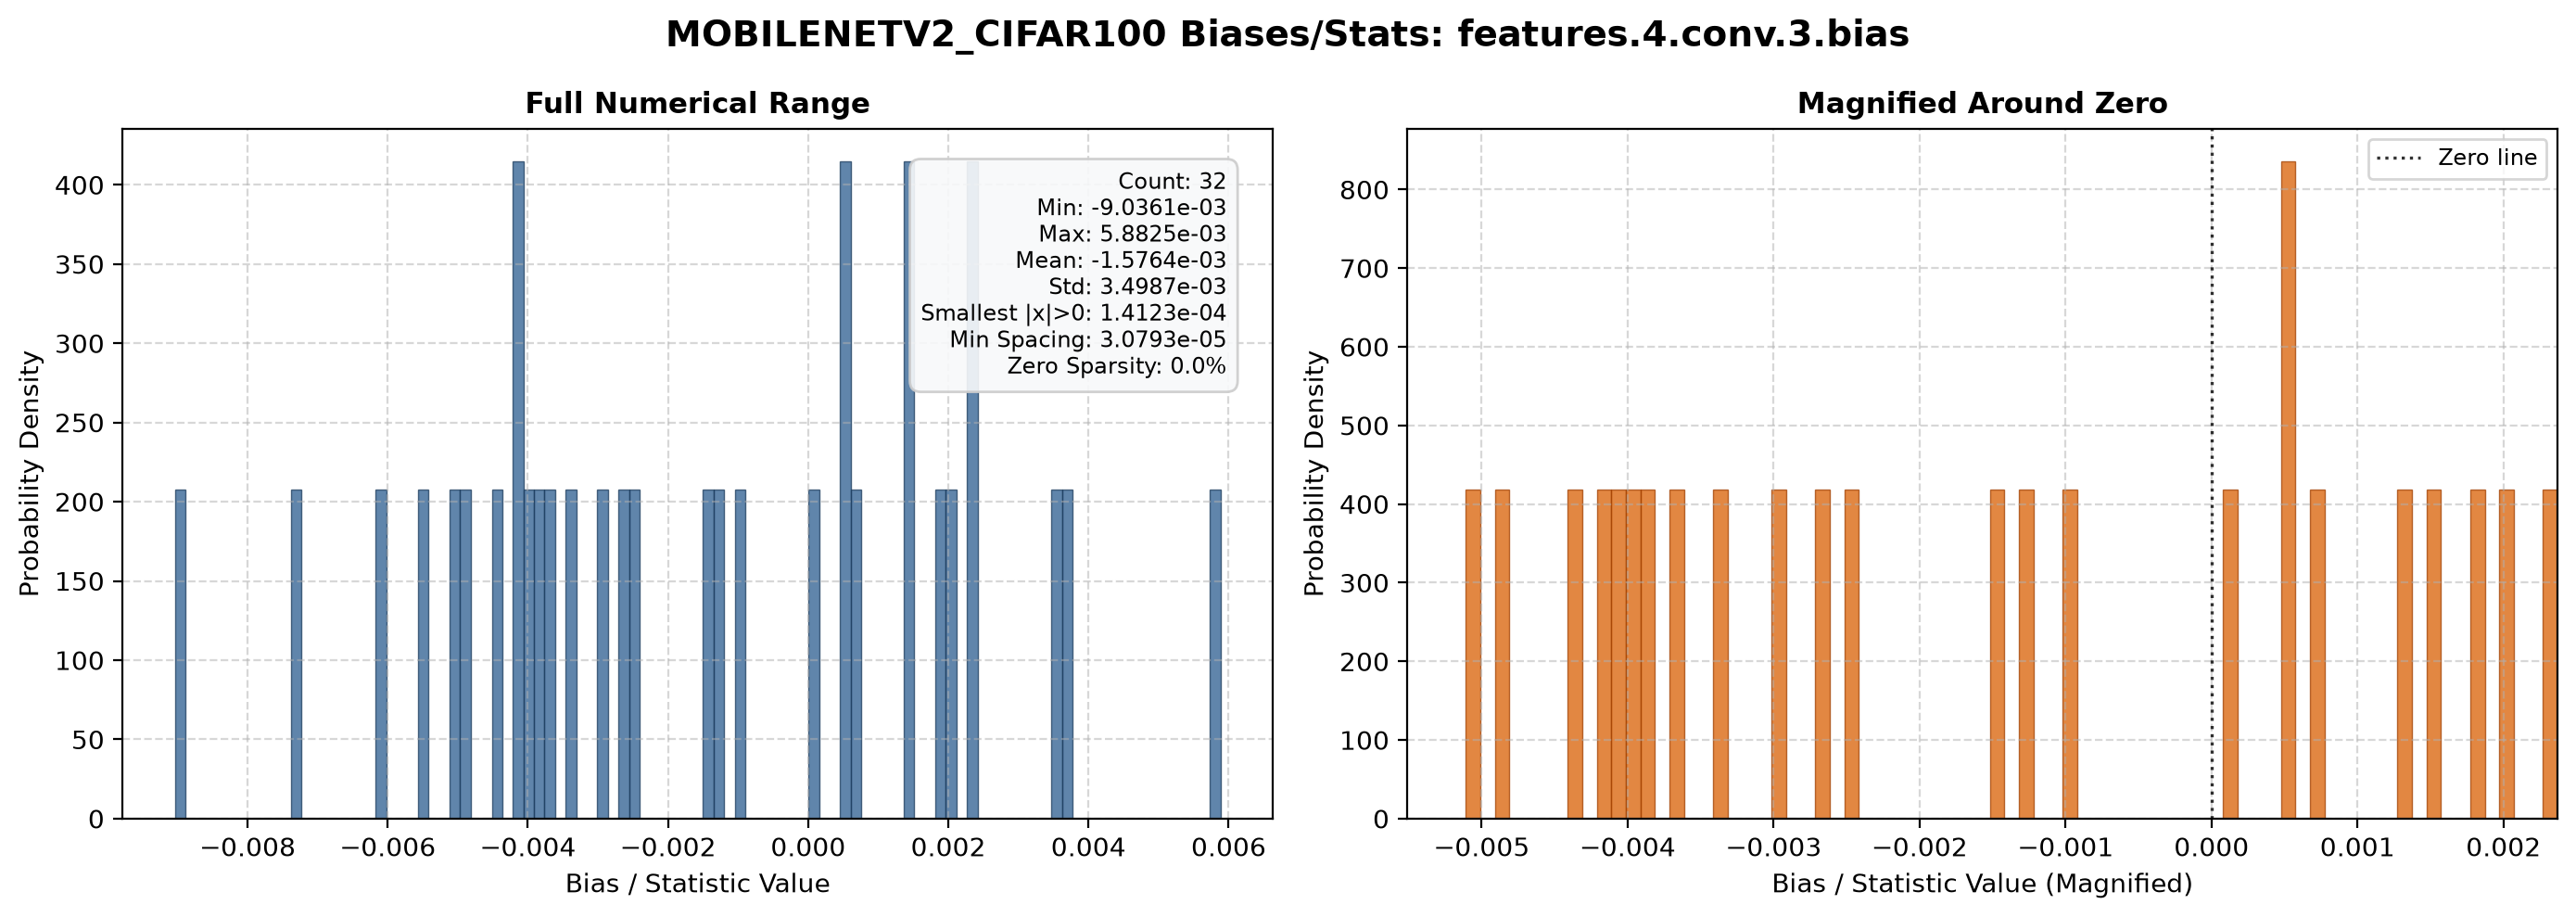 MOBILENETV2_CIFAR100 Biases/Stats: features.4.conv.3.bias
Full Numerical Range
Probability Density
400
350
300
250
200
150
100
50
0
Count: 32
Min: -9.0361e-03
Max: 5.8825e-03
Mean: -1.5764e-03
Std: 3.4987e-03
Smallest |x|>0: 1.4123e-04
Min Spacing: 3.0793e-05
Zero Sparsity: 0.0%
−0.008 −0.006 −0.004 −0.002 0.000 0.002 0.004 0.006
Bias / Statistic Value
Magnified Around Zero
Probability Density
800
700
600
500
400
300
200
100
0
Zero line
−0.005 −0.004 −0.003 −0.002 −0.001 0.000 0.001 0.002
Bias / Statistic Value (Magnified)